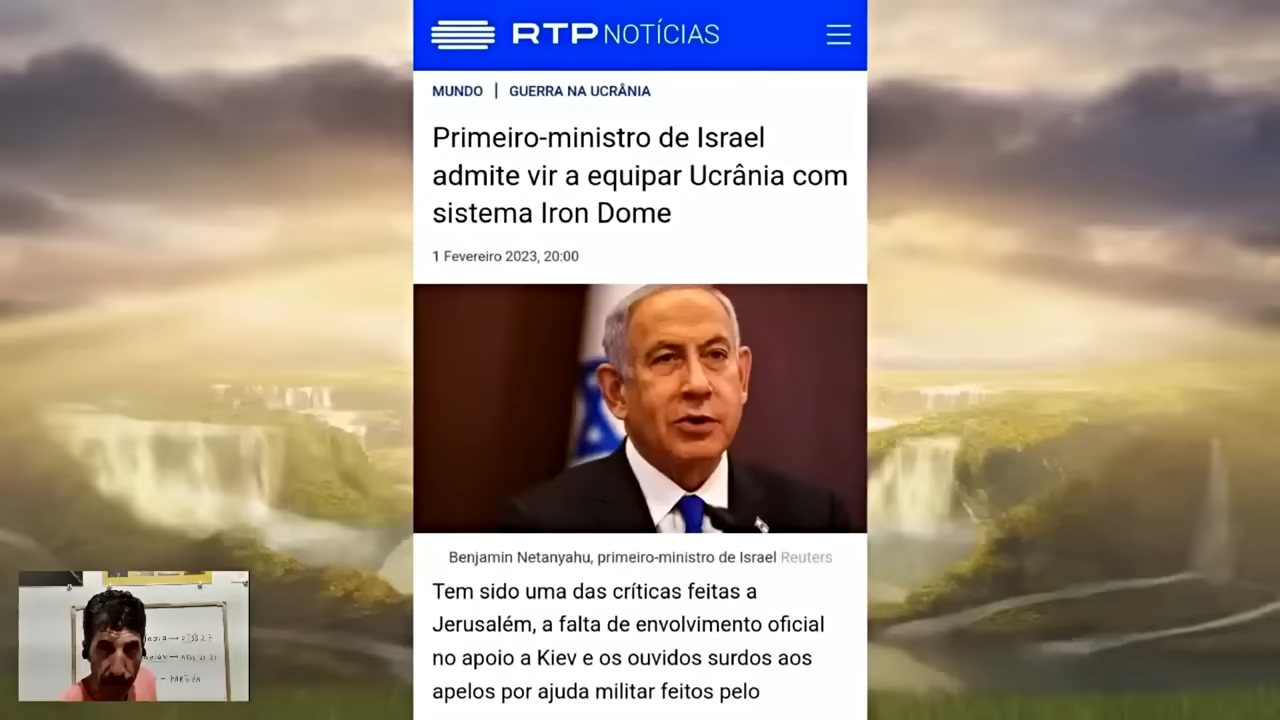 RTP NOTÍCIAS
MUNDO | GUERRA NA UCRÂNIA
Primeiro-ministro de Israel
admite vir a equipar Ucrânia com
sistema Iron Dome
1 Fevereiro 2023, 20:00
Benjamin Netanyahu, primeiro-ministro de Israel Reuters
Tem sido uma das críticas feitas a
Jerusalém, a falta de envolvimento oficial
no apoio a Kiev e os ouvidos surdos aos
apelos por ajuda militar feitos pelo